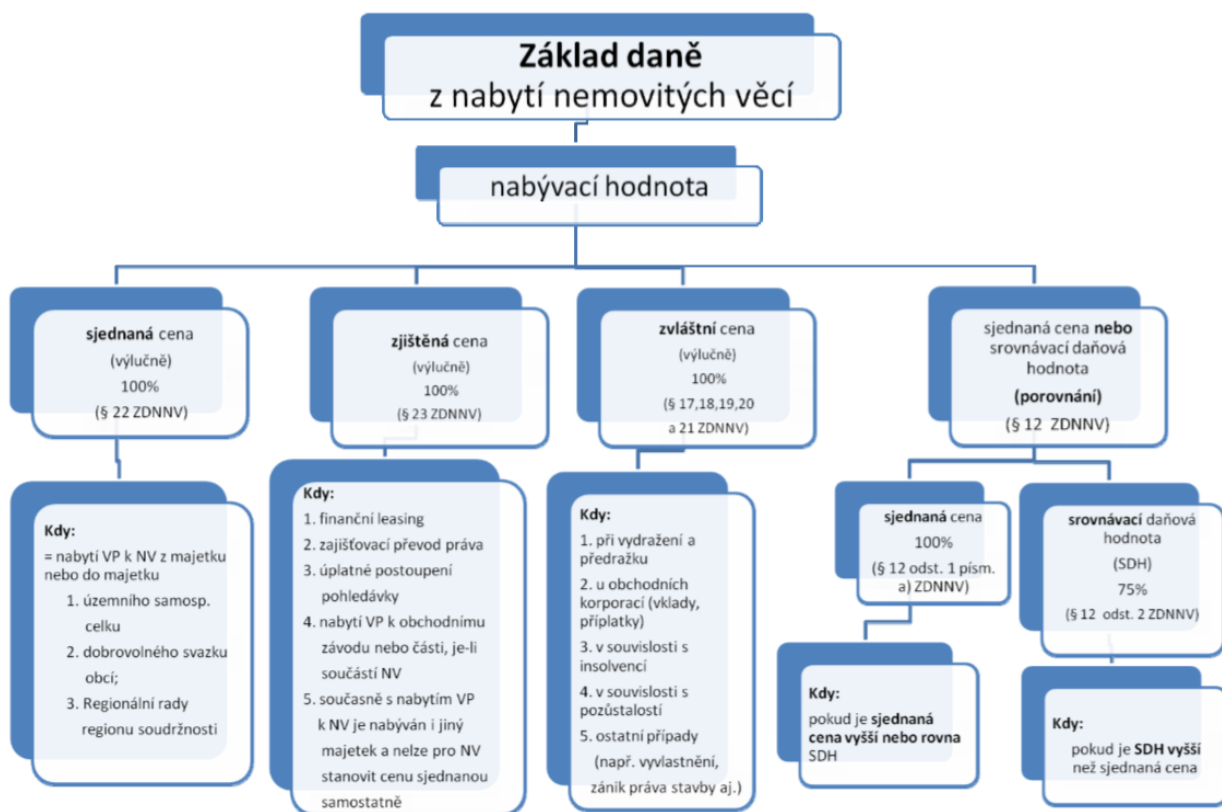 Základ daně
z nabytí nemovitých věcí
nabývací hodnota
sjednaná cena
(výlučně)
100%
(§ 22 ZDNNV)
zjištěná cena
(výlučně)
100%
(§ 23 ZDNNV)
zvláštní cena
(výlučně)
100%
(§ 17,18,19,20
a 21 ZDNNV)
sjednaná cena nebo
srovnávací daňová
hodnota
(porovnání)
(§ 12 ZDNNV)
Kdy:
= nabytí VP k NV z majetku
nebo do majetku
1. územního samosp.
celku
2. dobrovolného svazku
obcí;
3. Regionální rady
regionu soudržnosti
Kdy:
1. finanční leasing
2. zajišťovací převod práva
3. úplatné postoupení
pohledávky
4. nabytí VP k obchodnímu
závodu nebo části, je-li
součástí NV
5. současně s nabytím VP
k NV je nabýván i jiný
majetek a nelze pro NV
stanovit cenu sjednanou
samostatně
Kdy:
1. při vydražení a
předražku
2. u obchodních
korporací (vklady,
příplatky)
3. v souvislosti s
insolvencí
4. v souvislosti s
pozůstalostí
5. ostatní případy
(např. vyvlastnění,
zánik práva stavby aj.)
sjednaná cena
100%
(§ 12 odst. 1 písm.
a) ZDNNV)
srovnávací daňová
hodnota
(SDH)
75%
(§ 12 odst. 2 ZDNNV)
Kdy:
pokud je sjednaná
cena vyšší nebo rovna
SDH
Kdy:
pokud je SDH vyšší
než sjednaná cena